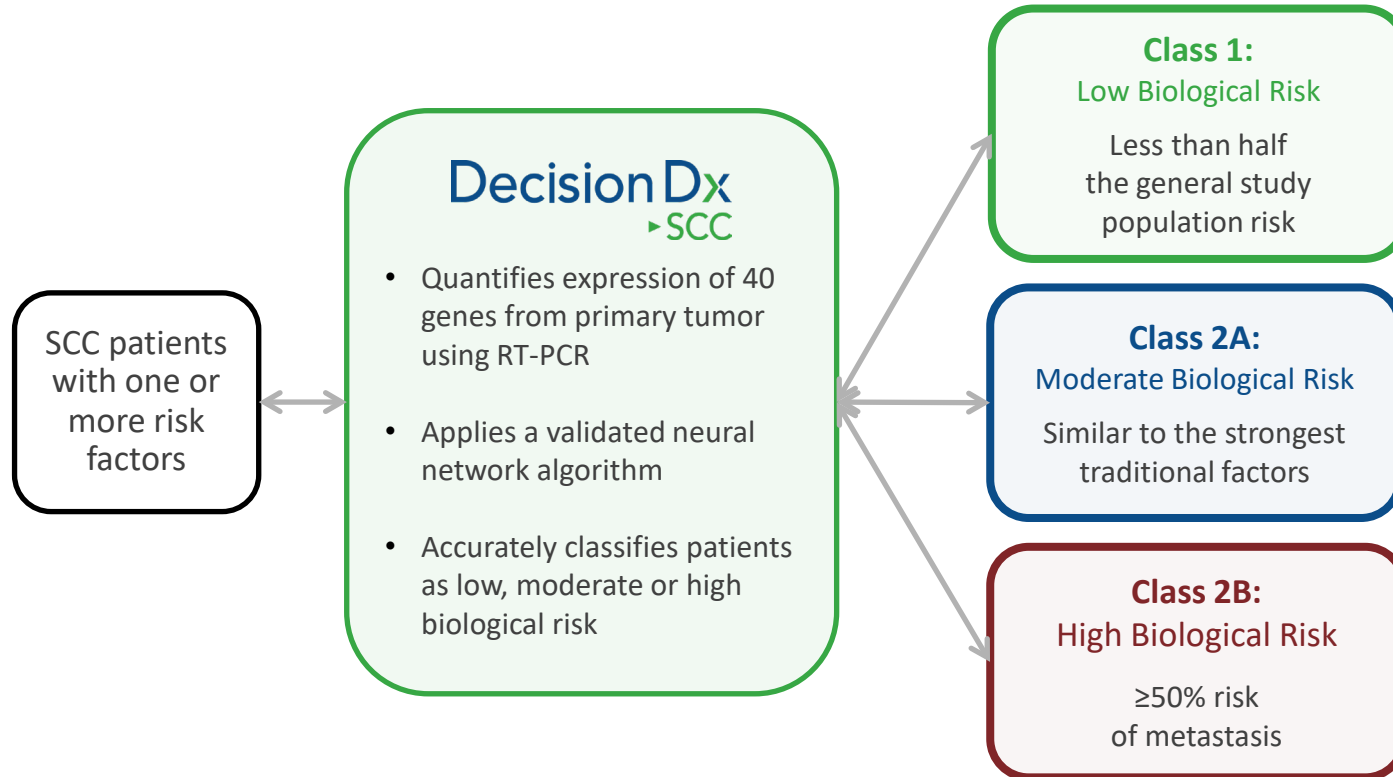 SCC patients
with one or
more risk
factors
DecisionDx
▸SCC
• Quantifies expression of 40
genes from primary tumor
using RT-PCR
• Applies a validated neural
network algorithm
• Accurately classifies patients
as low, moderate or high
biological risk
Class 1:
Low Biological Risk
Less than half
the general study
population risk
Class 2A:
Moderate Biological Risk
Similar to the strongest
traditional factors
Class 2B:
High Biological Risk
≥50% risk
of metastasis